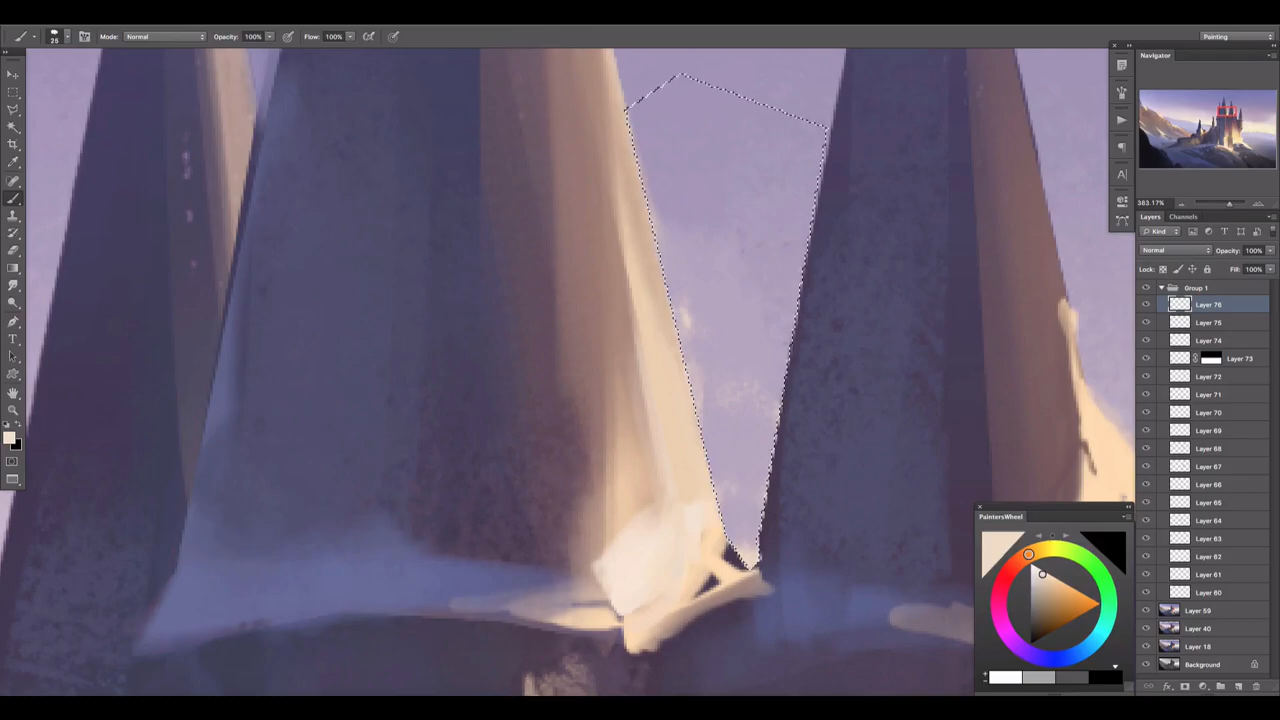 25 Mode: Normal Opacity: 100% Flow: 100% Painting
Navigator
383.17%
Layers Channels
Kind
Normal Opacity: 100%
Lock: Fill: 100%
Group 1
Layer 76
Layer 75
Layer 74
Layer 73
Layer 72
Layer 71
Layer 70
Layer 69
Layer 68
Layer 67
Layer 66
Layer 65
Layer 64
Layer 63
Layer 62
Layer 61
Layer 60
Layer 59
Layer 40
Layer 18
Background
PaintersWheel